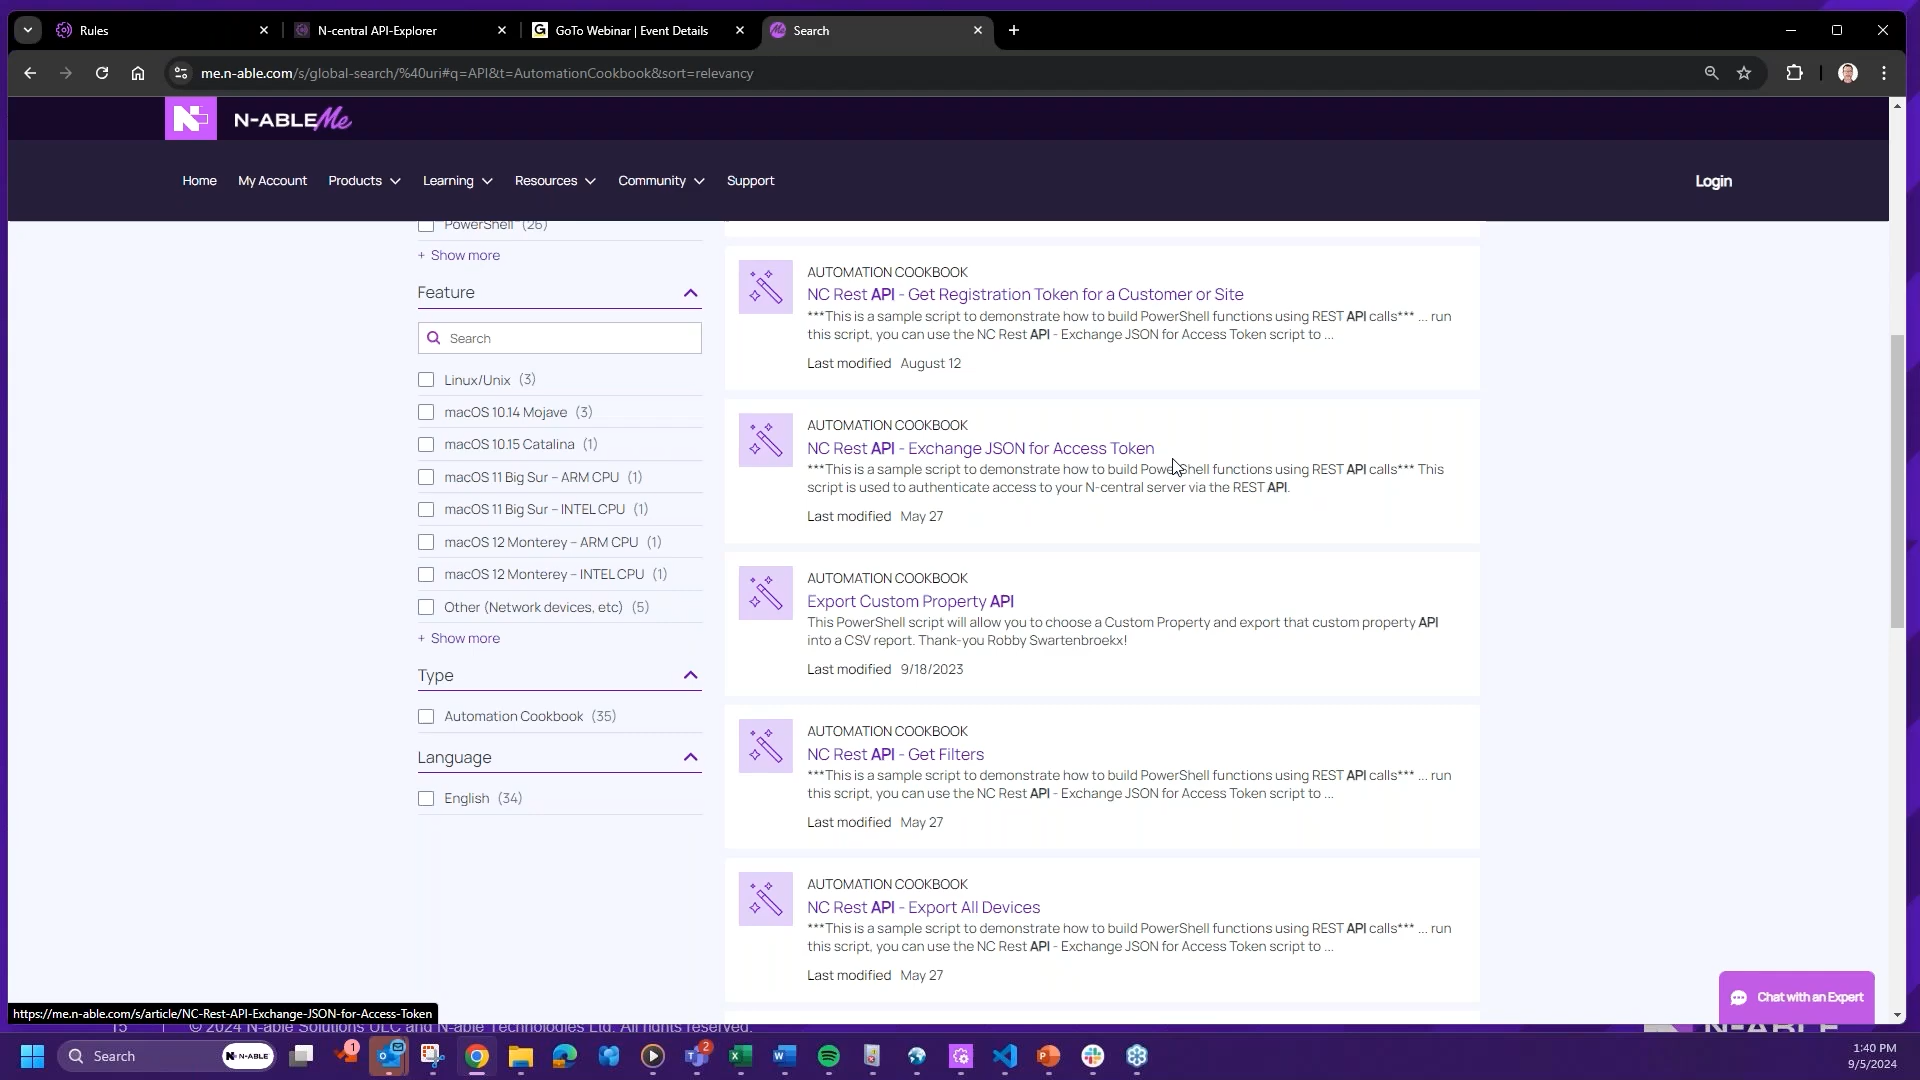 Rules
N-central API-Explorer
GoTo Webinar | Event Details
Search
me.n-able.com/s/global-search/%40uri#q=API&t=AutomationCookbook&sort=relevancy
N-ABLE Me
Home
My Account
Products
Learning
Resources
Community
Support
Login
PowerShell (26)
+ Show more
Feature
Search
Linux/Unix (3)
macOS 10.14 Mojave (3)
macOS 10.15 Catalina (1)
macOS 11 Big Sur – ARM CPU (1)
macOS 11 Big Sur – INTEL CPU (1)
macOS 12 Monterey – ARM CPU (1)
macOS 12 Monterey – INTEL CPU (1)
Other (Network devices, etc) (5)
+ Show more
Type
Automation Cookbook (35)
Language
English (34)
AUTOMATION COOKBOOK
NC Rest API - Get Registration Token for a Customer or Site
***This is a sample script to demonstrate how to build PowerShell functions using REST API calls*** ... run
this script, you can use the NC Rest API - Exchange JSON for Access Token script to ...
Last modified August 12
AUTOMATION COOKBOOK
NC Rest API - Exchange JSON for Access Token
***This is a sample script to demonstrate how to build PowerShell functions using REST API calls*** This
script is used to authenticate access to your N-central server via the REST API.
Last modified May 27
AUTOMATION COOKBOOK
Export Custom Property API
This PowerShell script will allow you to choose a Custom Property and export that custom property API
into a CSV report. Thank-you Robby Swartenbroekx!
Last modified 9/18/2023
AUTOMATION COOKBOOK
NC Rest API - Get Filters
***This is a sample script to demonstrate how to build PowerShell functions using REST API calls*** ... run
this script, you can use the NC Rest API - Exchange JSON for Access Token script to ...
Last modified May 27
AUTOMATION COOKBOOK
NC Rest API - Export All Devices
***This is a sample script to demonstrate how to build PowerShell functions using REST API calls*** ... run
this script, you can use the NC Rest API - Exchange JSON for Access Token script to ...
Last modified May 27
Chat with an Expert
https://me.n-able.com/s/article/NC-Rest-API-Exchange-JSON-for-Access-Token
15 © 2024 N-able Solutions ULC and N-able Technologies Ltd. All rights reserved.
N-ABLE
Search
N-ABLE
1
2
1:40 PM
9/5/2024